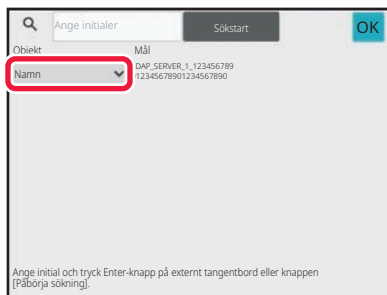 Ange initialer
Sökstart
OK
Objekt
Mål
Namn
DAP_SERVER_1_123456789
12345678901234567890
Ange initial och tryck Enter-knapp på externt tangentbord eller knappen
[Påbörja sökning].